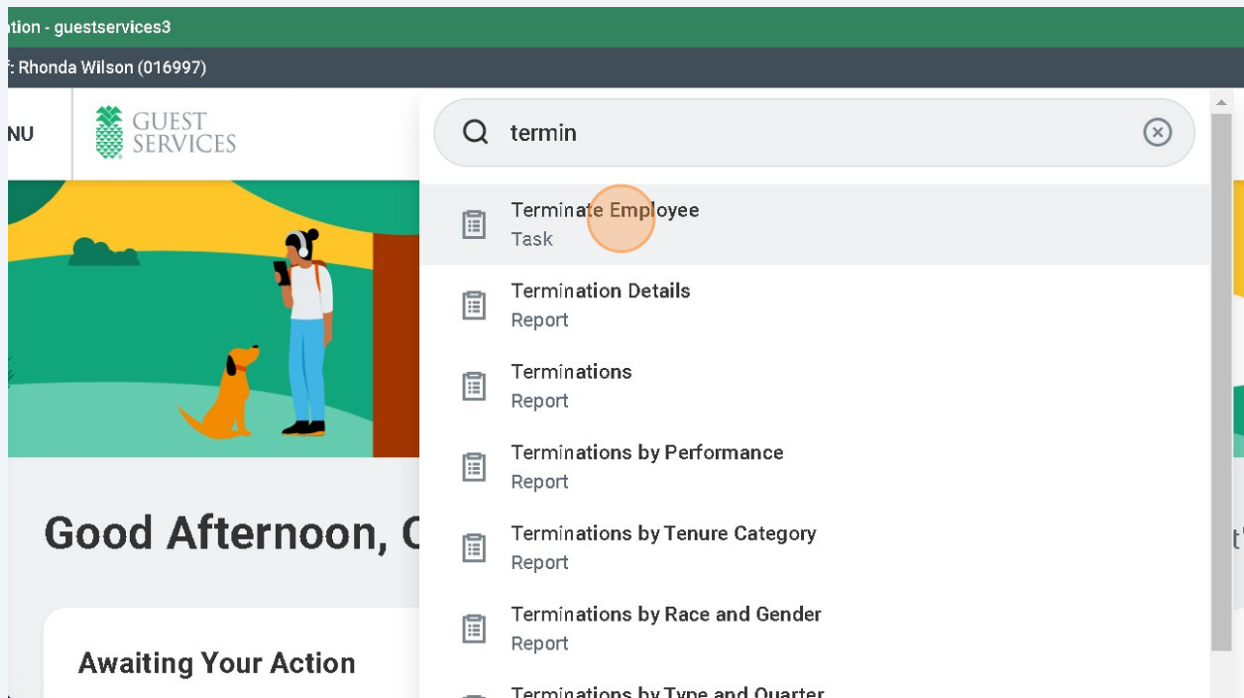 ation - guestservices3
f: Rhonda Wilson (016997)
NU
GUEST
SERVICES
termin
Terminate Employee
Task
Termination Details
Report
Terminations
Report
Terminations by Performance
Report
Terminations by Tenure Category
Report
Terminations by Race and Gender
Report
Terminations by Type and Quarter
Good Afternoon, C
Awaiting Your Action